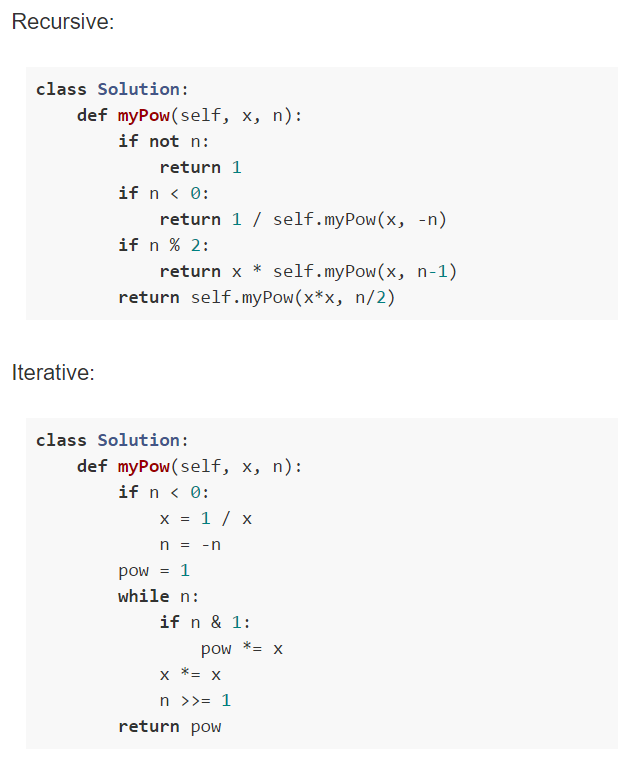 Recursive:
class Solution:
    def myPow(self, x, n):
        if not n:
            return 1
        if n < 0:
            return 1 / self.myPow(x, -n)
        if n % 2:
            return x * self.myPow(x, n-1)
        return self.myPow(x*x, n/2)
Iterative:
class Solution:
    def myPow(self, x, n):
        if n < 0:
            x = 1 / x
            n = -n
        pow = 1
        while n:
            if n & 1:
                pow *= x
            x *= x
            n >>= 1
        return pow